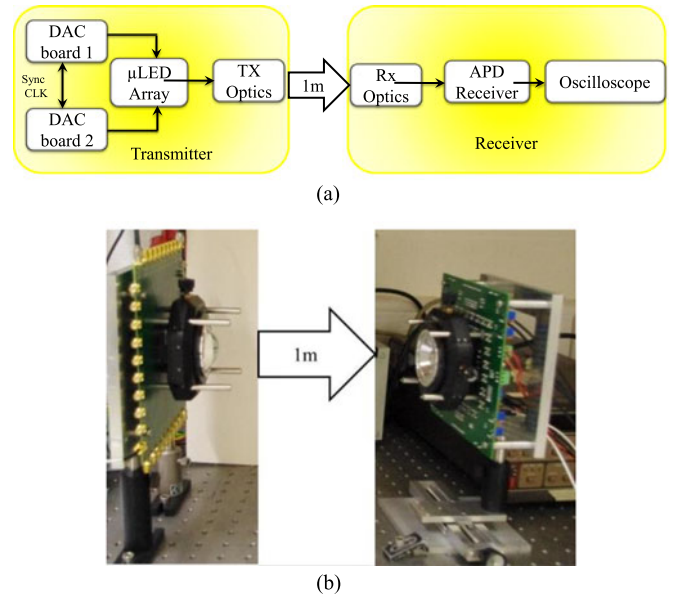 DAC
board 1
Sync
CLK
DAC
board 2
µLED
Array
TX
Optics
Transmitter
1m
Rx
Optics
APD
Receiver
Oscilloscope
Receiver
(a)
1m
(b)